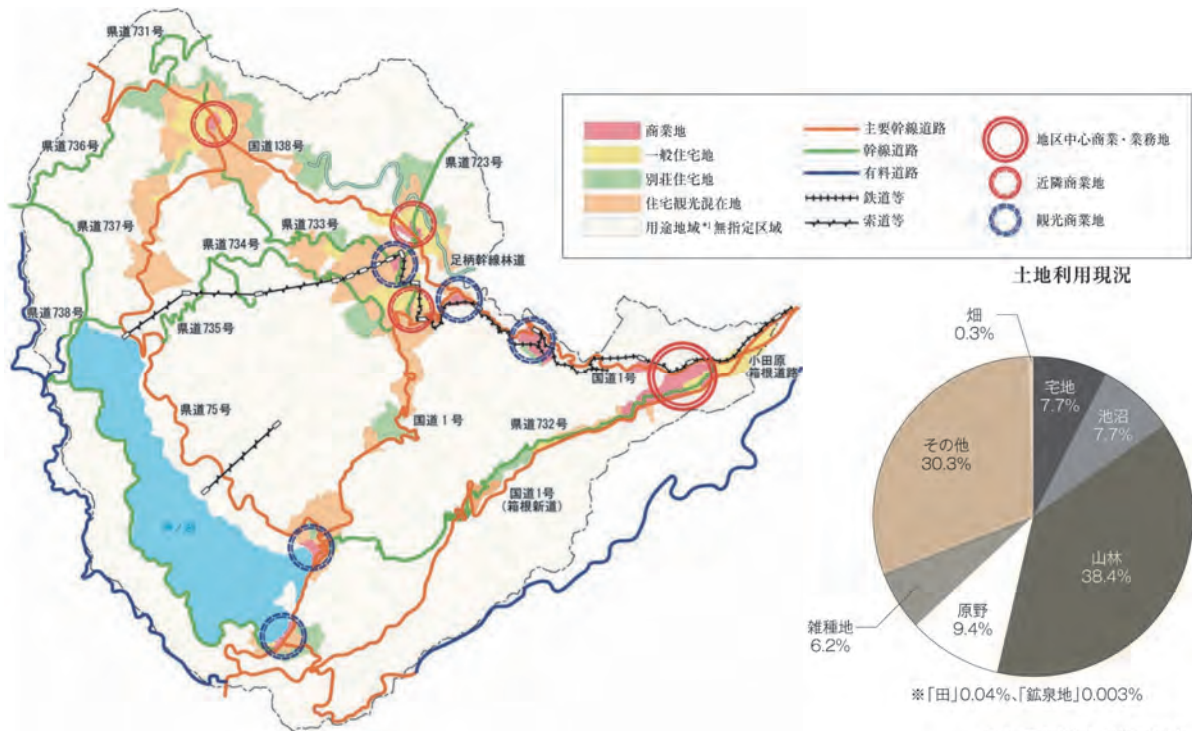 県道731号
県道736号
国道138号
県道723号
県道737号
県道733号
県道734号
足柄幹線林道
県道738号
県道735号
国道1号
小田原
箱根道路
県道75号
国道1号
県道732号
国道1号
(箱根新道)
芦ノ湖
商業地
一般住宅地
別荘住宅地
住宅観光混在地
用途地域*¹無指定区域
主要幹線道路
幹線道路
有料道路
鉄道等
索道等
地区中心商業・業務地
近隣商業地
観光商業地
土地利用現況
畑
0.3%
宅地
7.7%
池沼
7.7%
その他
30.3%
山林
38.4%
原野
9.4%
雑種地
6.2%
※「田」0.04%、「鉱泉地」0.003%